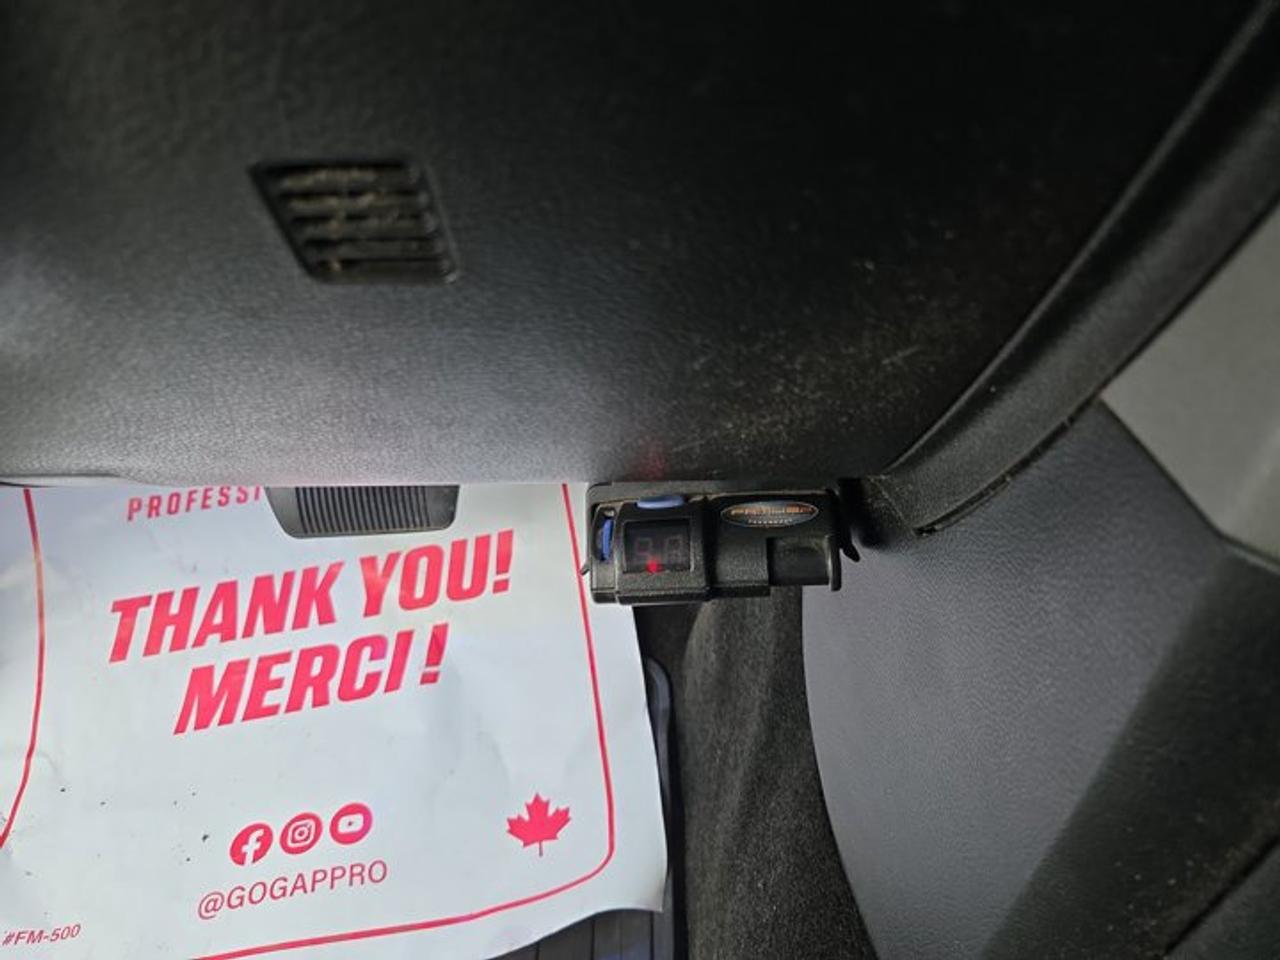 PROFESSI
THANK YOU!
MERCI!
@GOGAPPRO
#FM-500